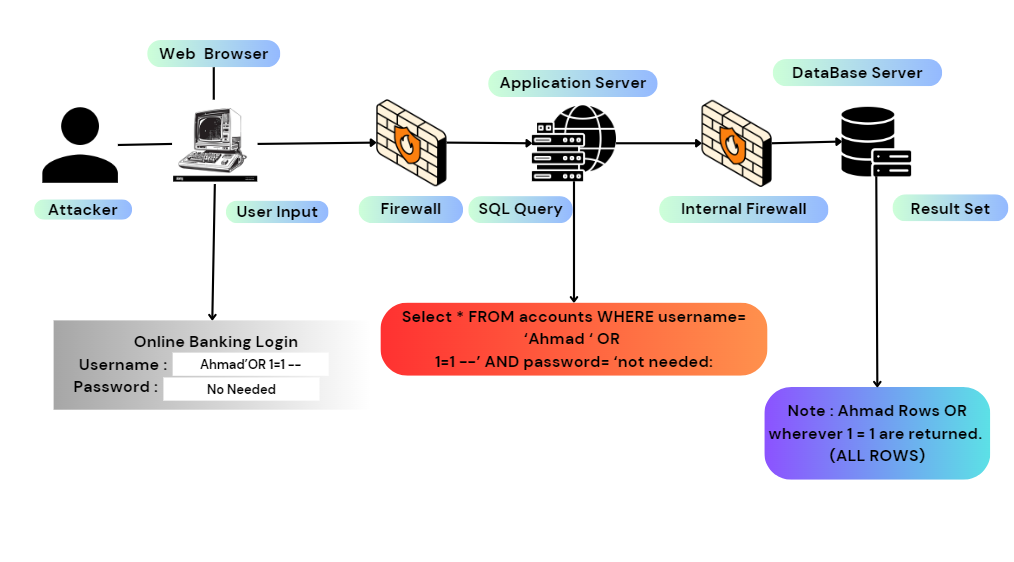 Web Browser
Application Server
DataBase Server
Attacker
User Input
Firewall
SQL Query
Internal Firewall
Result Set
Online Banking Login
Username : Ahmad’OR 1=1 --
Password : No Needed
Select * FROM accounts WHERE username=
‘Ahmad ‘ OR
1=1 --’ AND password= ‘not needed:
Note : Ahmad Rows OR
wherever 1 = 1 are returned.
(ALL ROWS)